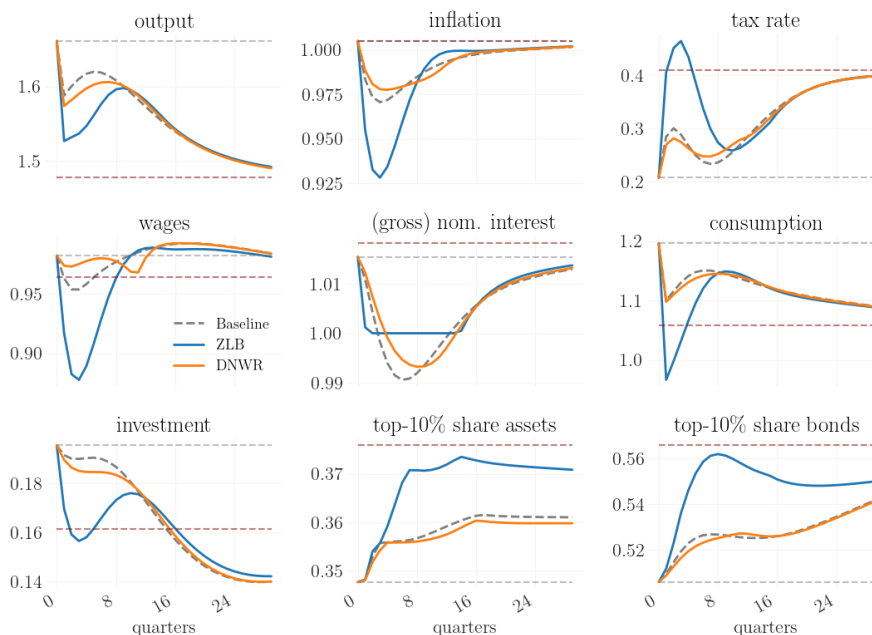 output
inflation
tax rate
1.6
1.5
1.000
0.975
0.950
0.925
0.4
0.3
0.2
wages
(gross) nom. interest
consumption
0.95
0.90
Baseline
ZLB
DNWR
1.01
1.00
0.99
1.2
1.1
1.0
investment
top-10% share assets
top-10% share bonds
0.18
0.16
0.14
0.37
0.36
0.35
0.56
0.54
0.52
0 8 16 24
0 8 16 24
0 8 16 24
quarters
quarters
quarters